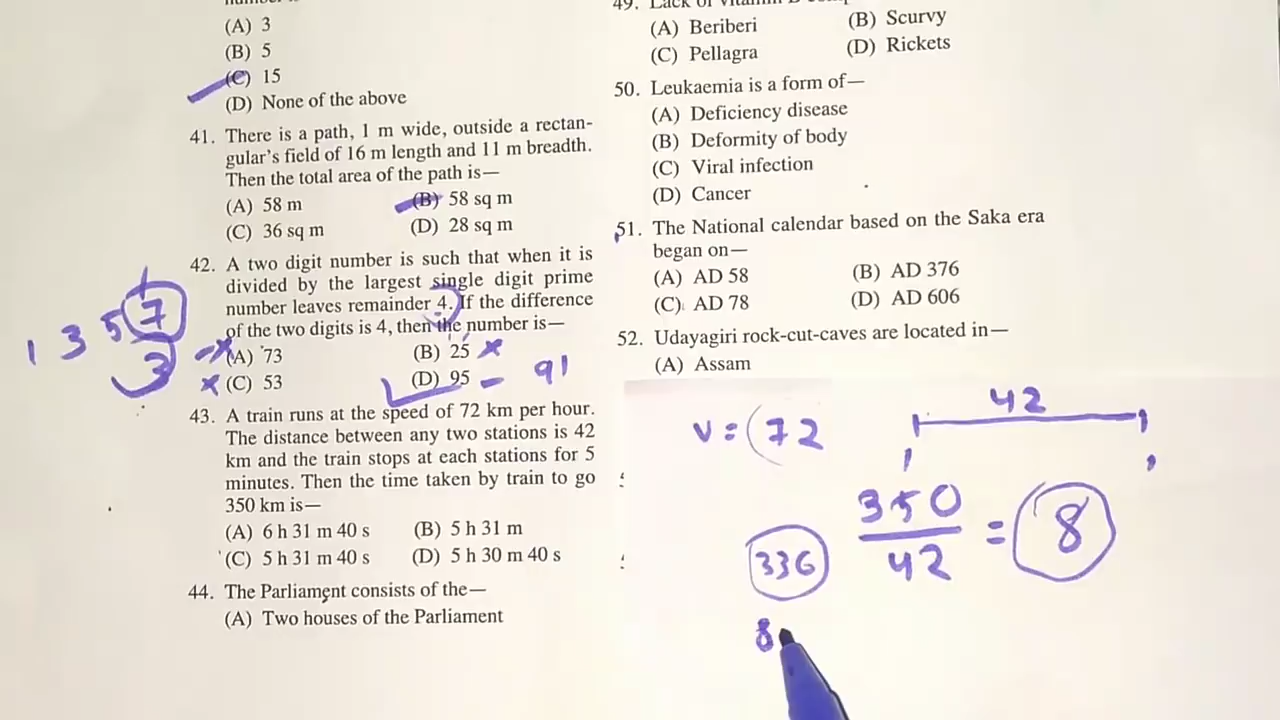 (A) 3
(B) 5
(C) 15
(D) None of the above
41. There is a path, 1 m wide, outside a rectan-
gular's field of 16 m length and 11 m breadth.
Then the total area of the path is—
(A) 58 m (B) 58 sq m
(C) 36 sq m (D) 28 sq m
42. A two digit number is such that when it is
divided by the largest single digit prime
number leaves remainder 4. If the difference
of the two digits is 4, then the number is—
(A) 73 (B) 25
(C) 53 (D) 95
1 3 5 7
3
91
43. A train runs at the speed of 72 km per hour.
The distance between any two stations is 42
km and the train stops at each stations for 5
minutes. Then the time taken by train to go
350 km is—
(A) 6 h 31 m 40 s (B) 5 h 31 m
(C) 5 h 31 m 40 s (D) 5 h 30 m 40 s
44. The Parliament consists of the—
(A) Two houses of the Parliament
49. Lack of
(A) Beriberi (B) Scurvy
(C) Pellagra (D) Rickets
50. Leukaemia is a form of—
(A) Deficiency disease
(B) Deformity of body
(C) Viral infection
(D) Cancer
51. The National calendar based on the Saka era
began on—
(A) AD 58 (B) AD 376
(C) AD 78 (D) AD 606
52. Udayagiri rock-cut-caves are located in—
(A) Assam
v = (72
42
350
42
= 8
336
8